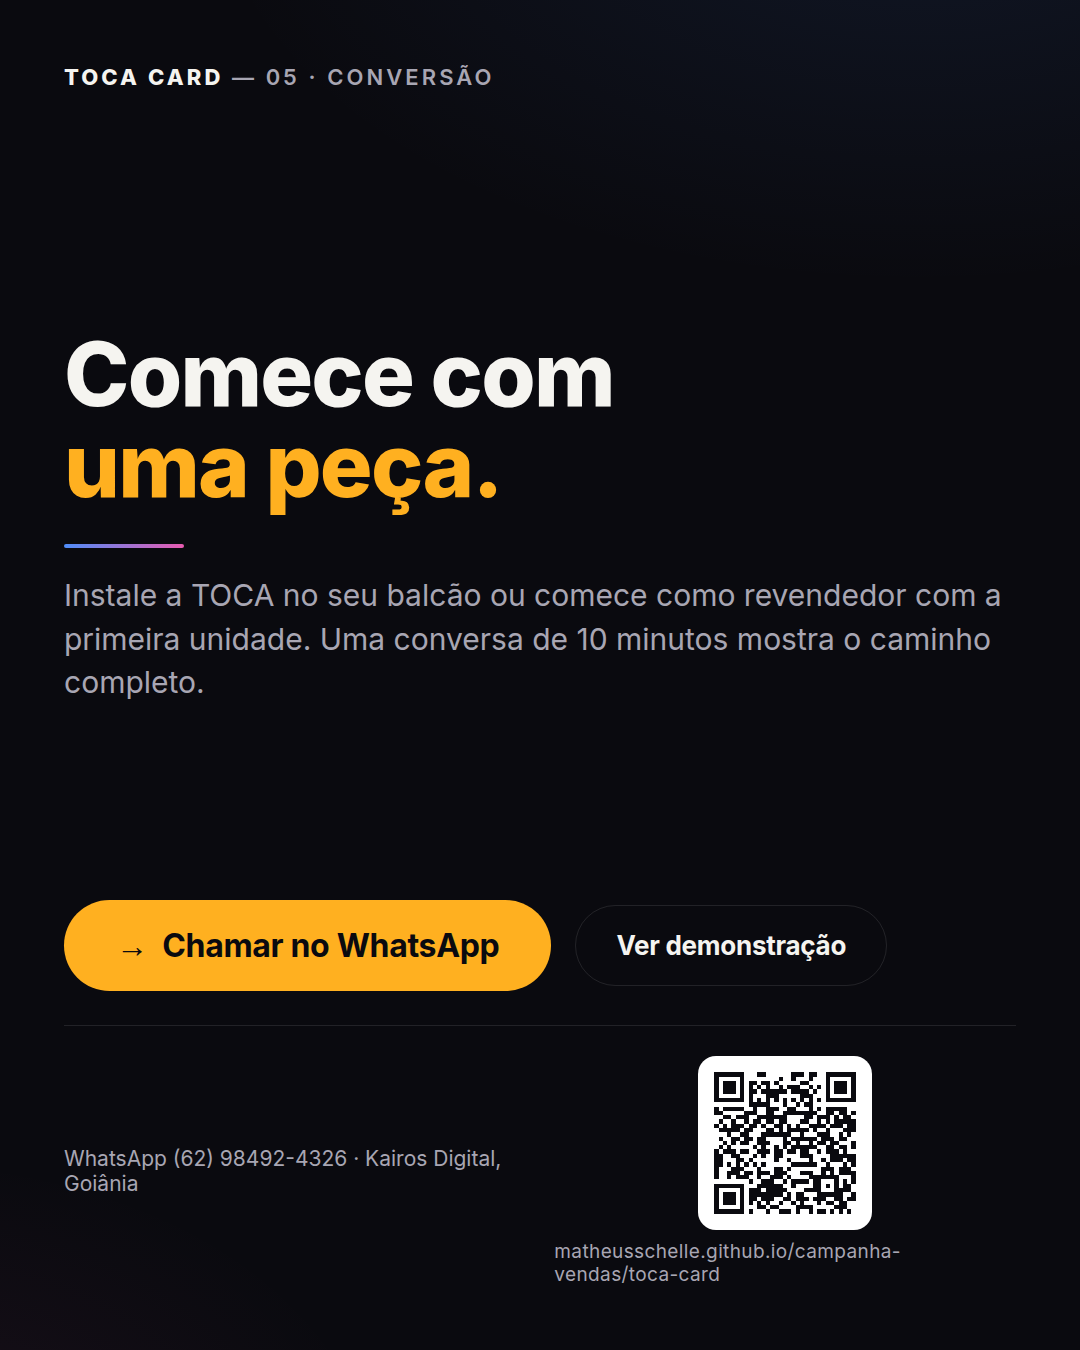 TOCA CARD — 05 · CONVERSÃO
Comece com
uma peça.
Instale a TOCA no seu balcão ou comece como revendedor com a
primeira unidade. Uma conversa de 10 minutos mostra o caminho
completo.
→ Chamar no WhatsApp
Ver demonstração
WhatsApp (62) 98492-4326 · Kairos Digital,
Goiânia
matheusschelle.github.io/campanha-
vendas/toca-card